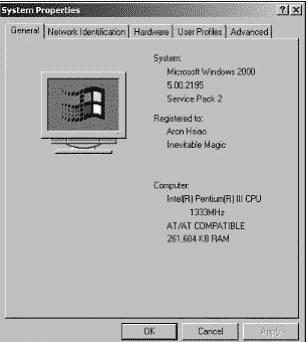 System Properties
General Network Identification Hardware User Profiles Advanced
System:
Microsoft Windows 2000
5.00.2195
Service Pack 2
Registered to:
Aron Hsiao
Inevitable Magic
Computer:
Intel(R) Pentium(R) III CPU
1333MHz
AT/AT COMPATIBLE
261,684 KB RAM
OK Cancel Apply